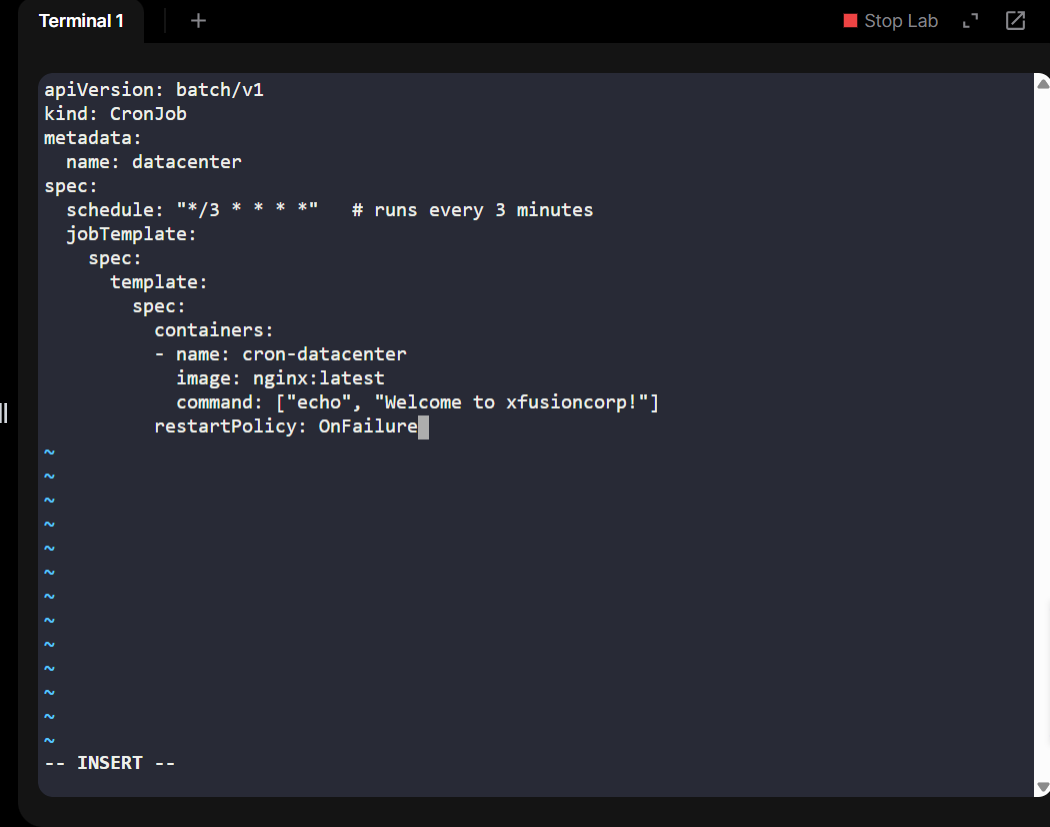 Terminal 1
+
Stop Lab
apiVersion: batch/v1
kind: CronJob
metadata:
  name: datacenter
spec:
  schedule: "*/3 * * * *"   # runs every 3 minutes
  jobTemplate:
    spec:
      template:
        spec:
          containers:
          - name: cron-datacenter
            image: nginx:latest
            command: ["echo", "Welcome to xfusioncorp!"]
          restartPolicy: OnFailure
~
~
~
~
~
~
~
~
~
~
~
~
~
-- INSERT --